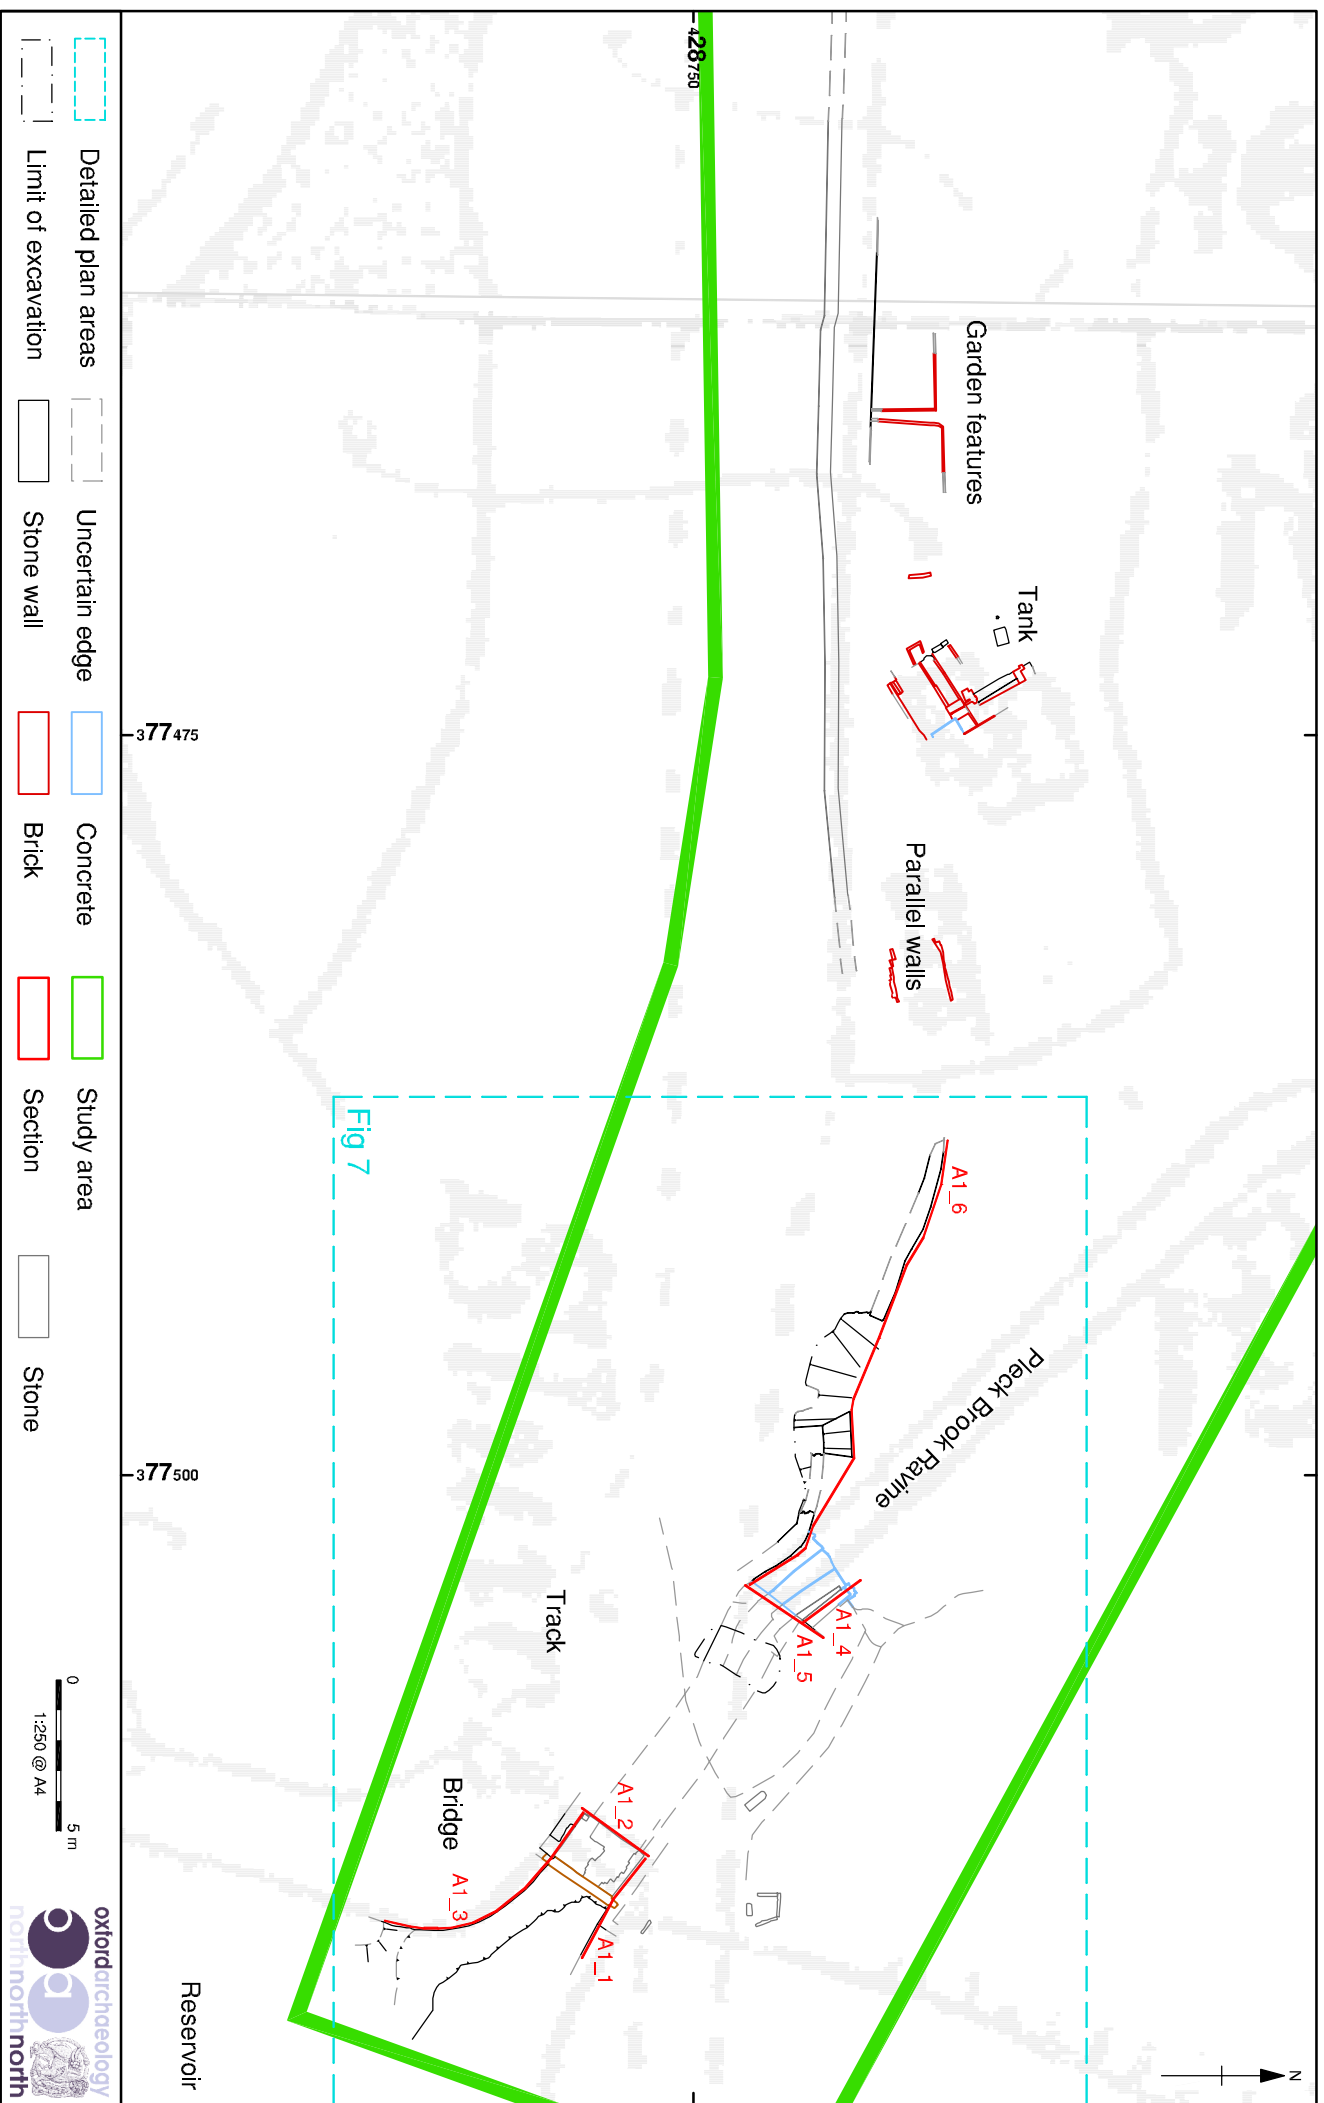 N
Garden features
Tank
Parallel walls
Pleck Brook Ravine
A1_6
A1_4
A1_5
428750
Track
A1_2
A1_1
Bridge
A1_3
Fig 7
Reservoir
377475
377500
Detailed plan areas
Uncertain edge
Concrete
Study area
Limit of excavation
Stone wall
Brick
Section
Stone
0
5 m
1:250 @ A4
oxfordarchaeology
oa
northnorthnorth